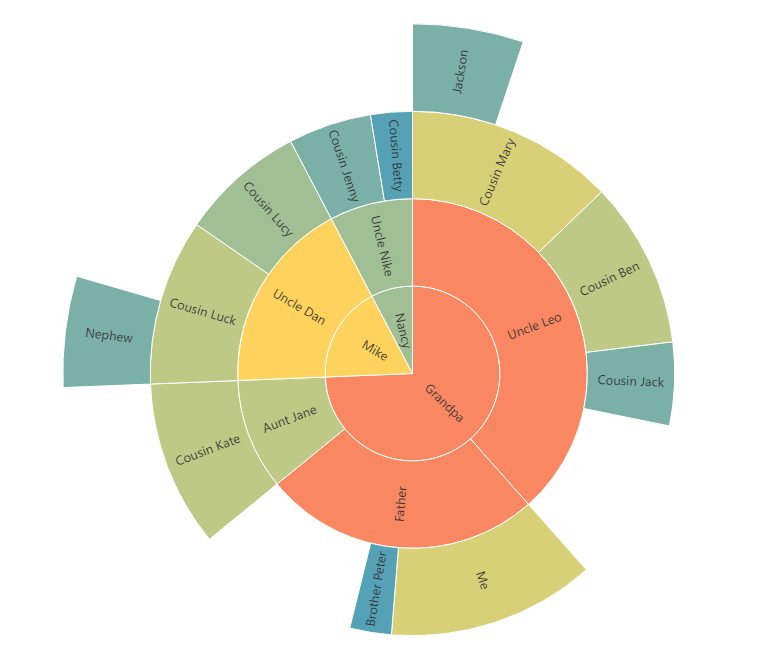 Jackson
Cousin Mary
Cousin Betty
Cousin Jenny
Cousin Lucy
Uncle Nike
Cousin Ben
Uncle Dan
Cousin Luck
Nephew
Nancy
Uncle Leo
Mike
Cousin Jack
Grandpa
Aunt Jane
Cousin Kate
Father
Me
Brother Peter